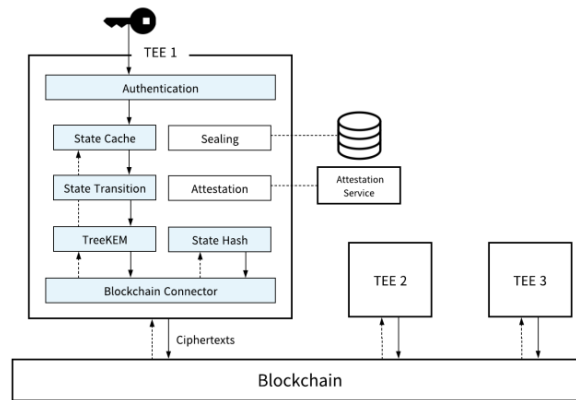 TEE 1
Authentication
State Cache
Sealing
State Transition
Attestation
Attestation
Service
TreeKEM
State Hash
Blockchain Connector
TEE 2
TEE 3
Ciphertexts
Blockchain